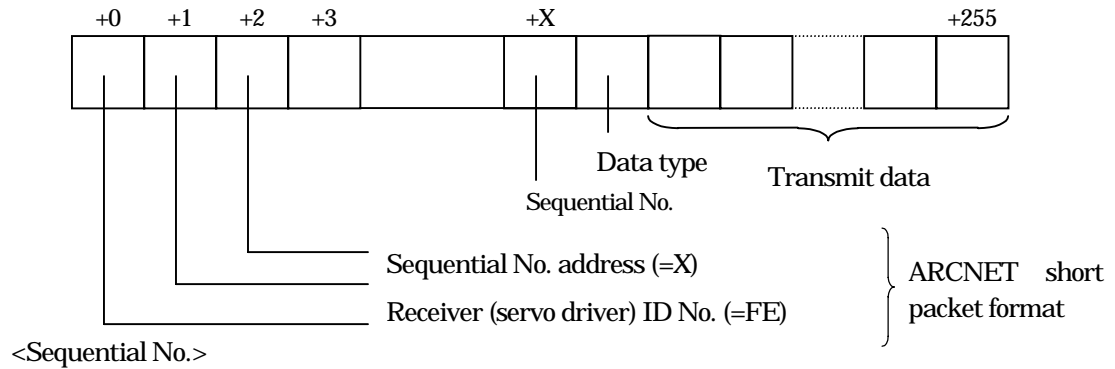 +0 +1 +2 +3 +X +255
Data type
Transmit data
Sequential No.
Sequential No. address (=X)
ARCNET short
packet format
Receiver (servo driver) ID No. (=FE)
<Sequential No.>